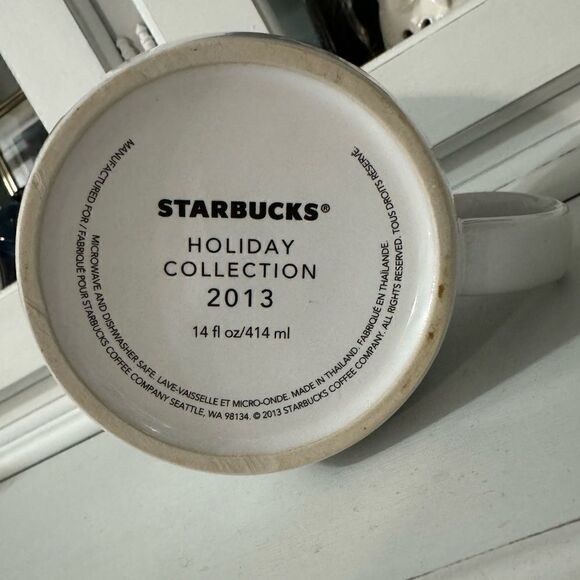 STARBUCKS®
HOLIDAY
COLLECTION
2013
14 fl oz/414 ml
MICROWAVE AND DISHWASHER SAFE. LAVE-VAISSELLE ET MICRO-ONDE. MADE IN THAILAND. FABRIQUÉ EN THAÏLANDE.
MANUFACTURED FOR / FABRIQUÉ POUR STARBUCKS COFFEE COMPANY SEATTLE, WA 98134. © 2013 STARBUCKS COFFEE COMPANY. ALL RIGHTS RESERVED. TOUS DROITS RÉSERVÉ.